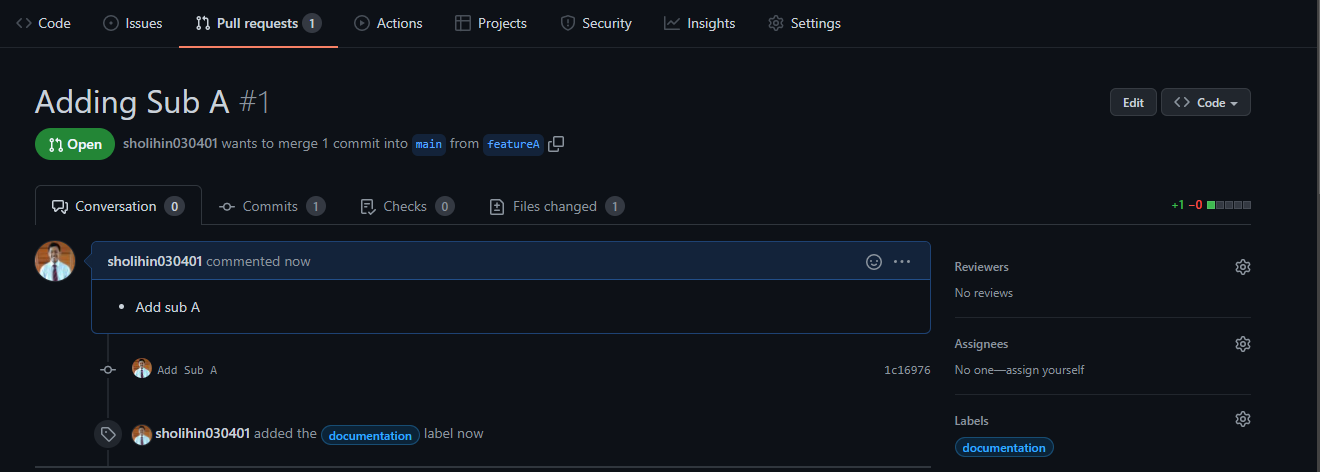 Code Issues Pull requests 1 Actions Projects Security Insights Settings
Adding Sub A #1
Edit Code
Open sholihin030401 wants to merge 1 commit into main from featureA
Conversation 0 Commits 1 Checks 0 Files changed 1 +1 −0
sholihin030401 commented now
Add sub A
Add Sub A 1c16976
sholihin030401 added the documentation label now
Reviewers
No reviews
Assignees
No one—assign yourself
Labels
documentation